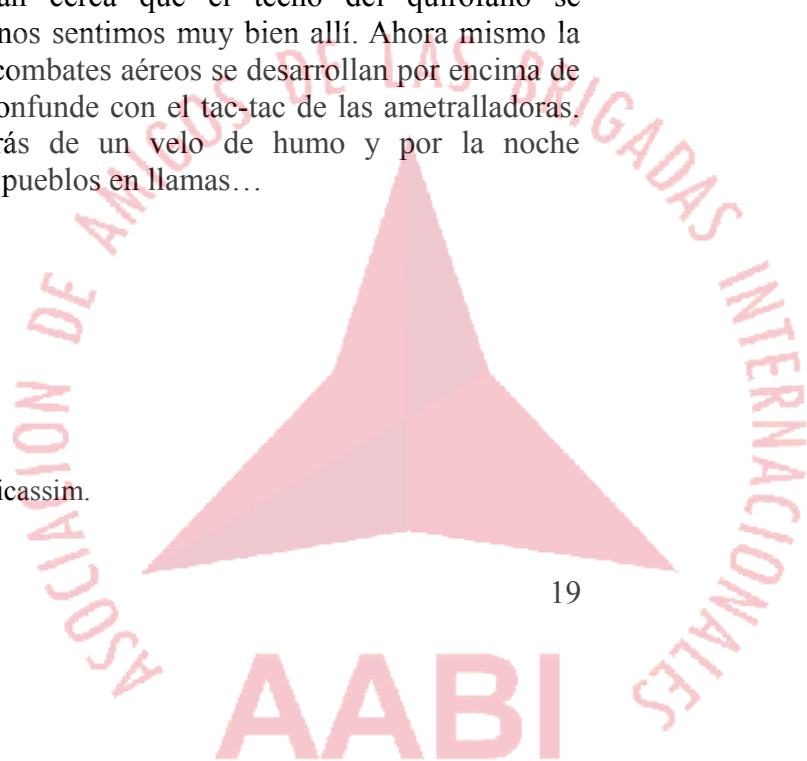 cerca que el techo del quirófano se
nos sentimos muy bien allí. Ahora mismo la
combates aéreos se desarrollan por encima de
onfunde con el tac-tac de las ametralladoras.
rás de un velo de humo y por la noche
pueblos en llamas…
icassim.
19
ASOCIACION DE AMIGOS DE LAS BRIGADAS INTERNACIONALES
AABI